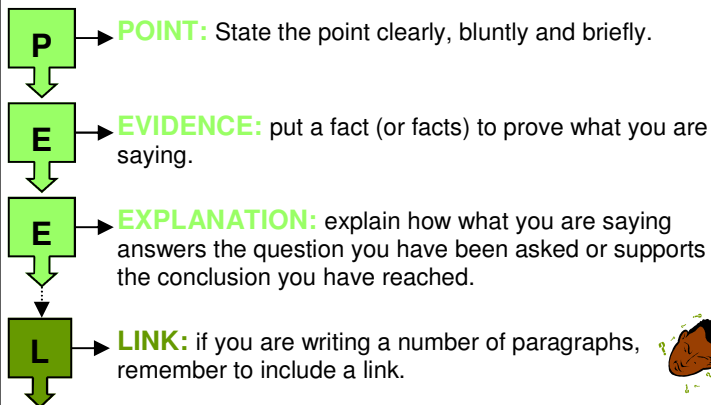 P POINT: State the point clearly, bluntly and briefly.
E EVIDENCE: put a fact (or facts) to prove what you are
saying.
E EXPLANATION: explain how what you are saying
answers the question you have been asked or supports
the conclusion you have reached.
L LINK: if you are writing a number of paragraphs,
remember to include a link.